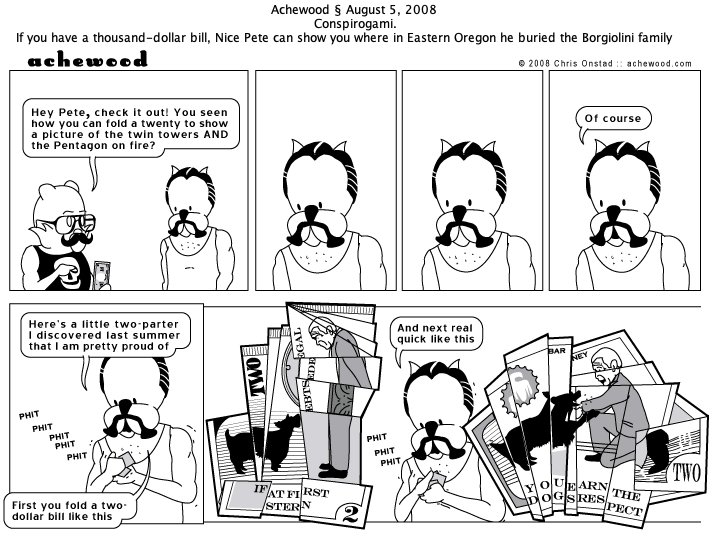 Achewood § August 5, 2008
Conspirogami.
If you have a thousand-dollar bill, Nice Pete can show you where in Eastern Oregon he buried the Borgiolini family
achewood
© 2008 Chris Onstad :: achewood.com
Hey Pete, check it out! You seen
how you can fold a twenty to show
a picture of the twin towers AND
the Pentagon on fire?
Of course
Here's a little two-parter
I discovered last summer
that I am pretty proud of
PHIT
PHIT
PHIT
PHIT
PHIT
First you fold a two-
dollar bill like this
TWO
EGAL
IF AT FI RST
STERN
2
And next real
quick like this
PHIT
PHIT
PHIT
BAR
NEY
YOU EARN THE
DOGS RES PECT
TWO